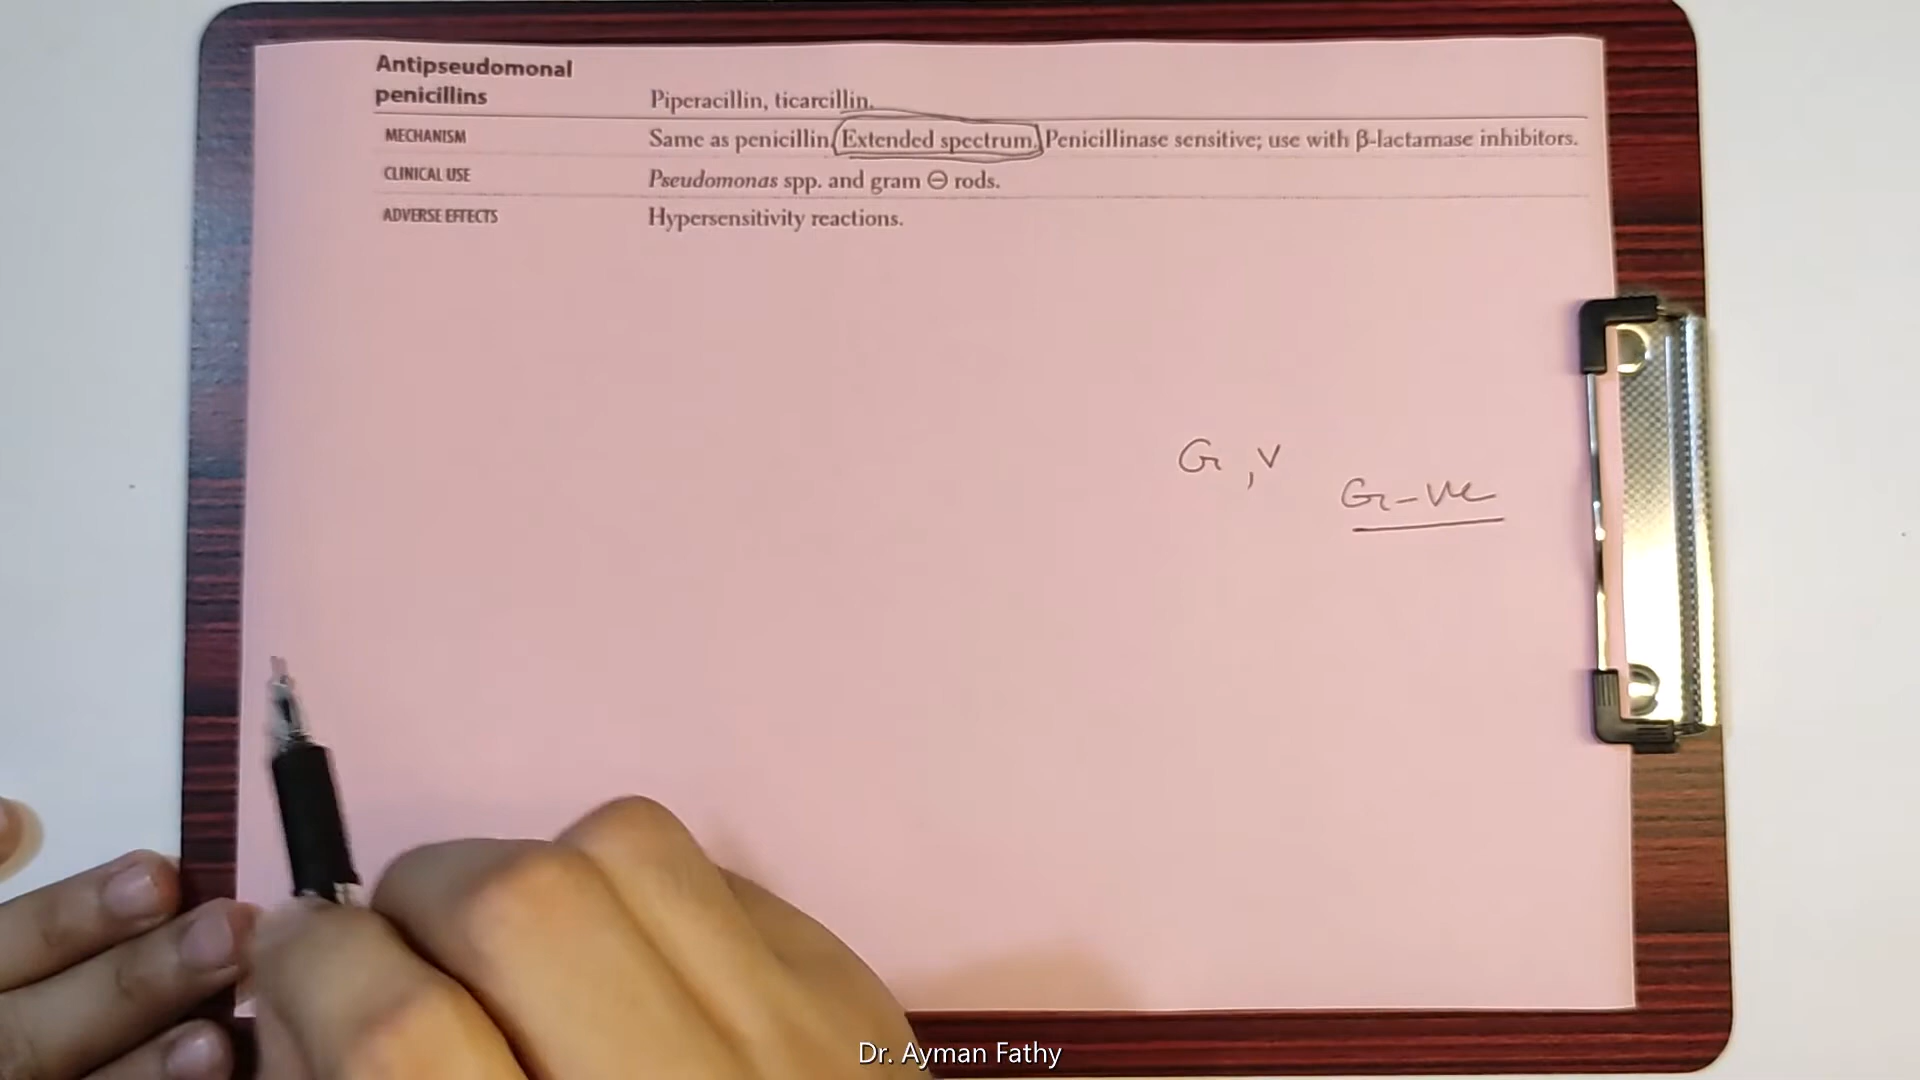 Antipseudomonal
penicillins Piperacillin, ticarcillin.
MECHANISM Same as penicillin. Extended spectrum. Penicillinase sensitive; use with β-lactamase inhibitors.
CLINICAL USE Pseudomonas spp. and gram ⊖ rods.
ADVERSE EFFECTS Hypersensitivity reactions.
G, V
G-ve
Dr. Ayman Fathy